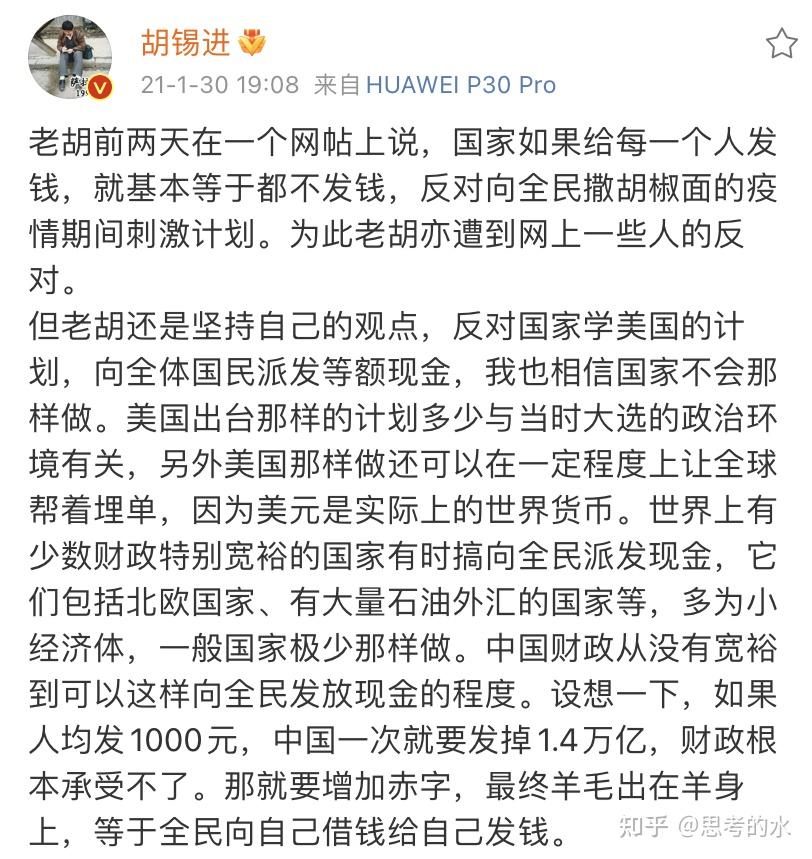 胡锡进
21-1-30 19:08 来自 HUAWEI P30 Pro
老胡前两天在一个网帖上说，国家如果给每一个人发
钱，就基本等于都不发钱，反对向全民撒胡椒面的疫
情期间刺激计划。为此老胡亦遭到网上一些人的反
对。
但老胡还是坚持自己的观点，反对国家学美国的计
划，向全体国民派发等额现金，我也相信国家不会那
样做。美国出台那样的计划多少与当时大选的政治环
境有关，另外美国那样做还可以在一定程度上让全球
帮着埋单，因为美元是实际上的世界货币。世界上有
少数财政特别宽裕的国家有时搞向全民派发现金，它
们包括北欧国家、有大量石油外汇的国家等，多为小
经济体，一般国家极少那样做。中国财政从没有宽裕
到可以这样向全民发放现金的程度。设想一下，如果
人均发1000元，中国一次就要发掉1.4万亿，财政根
本承受不了。那就要增加赤字，最终羊毛出在羊身
上，等于全民向自己借钱给自己发钱。
知乎 @思考的水